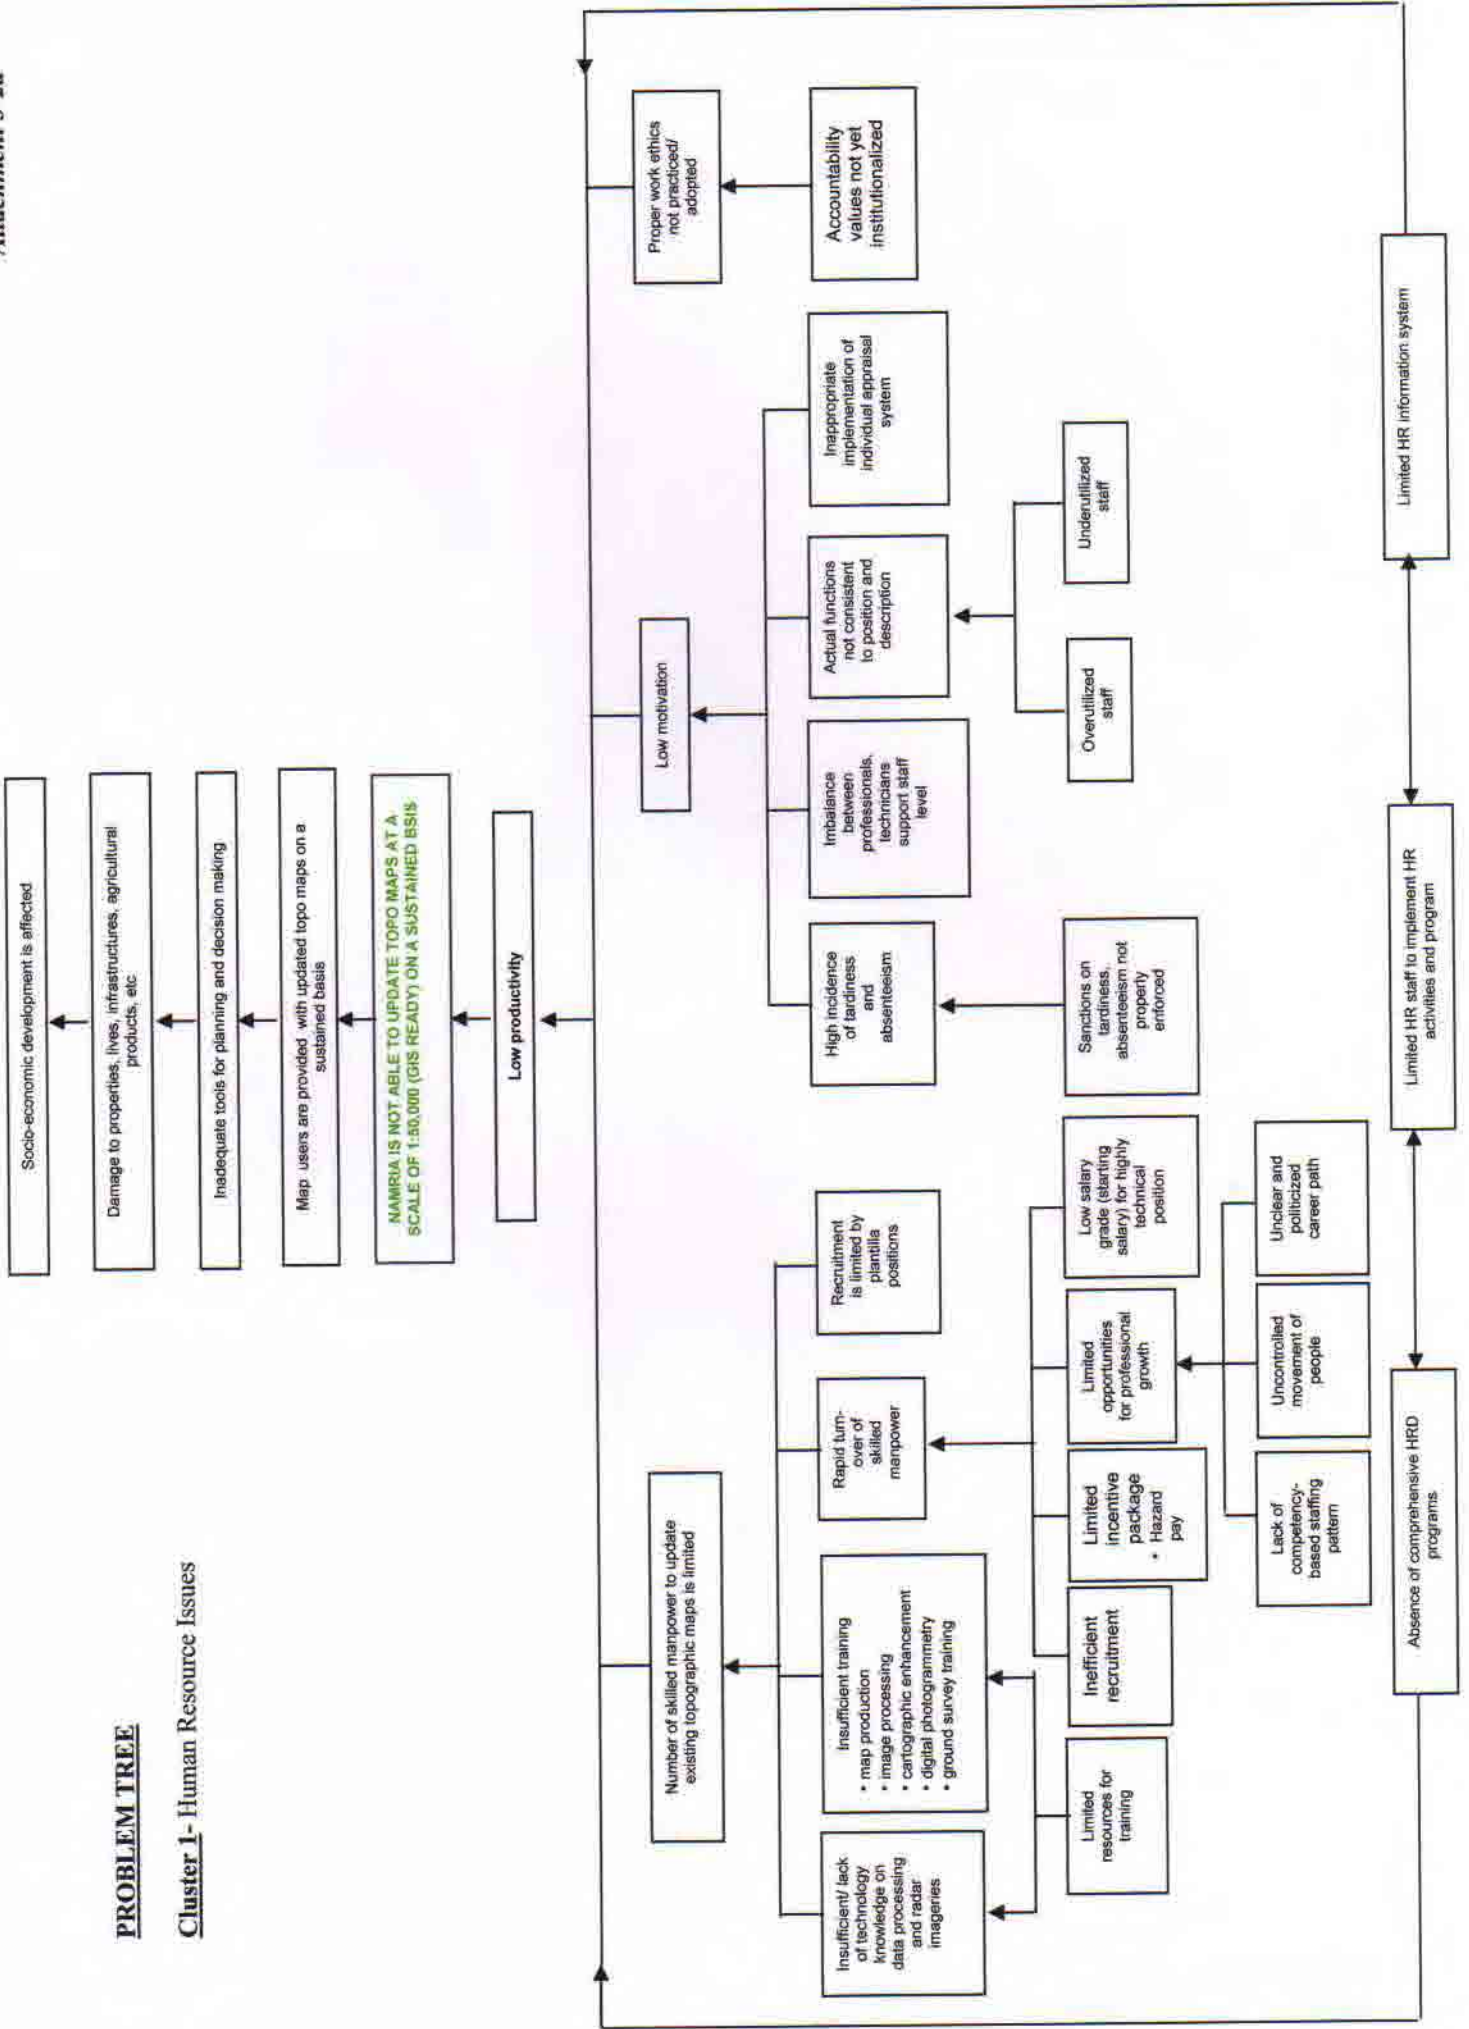 PROBLEM TREE
Cluster 1- Human Resource Issues
Socio-economic development is affected
Damage to properties, lives, infrastructures, agricultural
products, etc
Inadequate tools for planning and decision making
Map users are provided with updated topo maps on a
sustained basis
NAMRIA IS NOT ABLE TO UPDATE TOPO MAPS AT A
SCALE OF 1:50,000 (GIS READY) ON A SUSTAINED BSIS
Low productivity
Number of skilled manpower to update
existing topographic maps is limited
Low motivation
Proper work ethics
not practiced/
adopted
Insufficient/ lack
of technology
knowledge on
data processing
and radar
imageries
Insufficient training
• map production
• image processing
• cartographic enhancement
• digital photogrammetry
• ground survey training
Rapid turn-
over of
skilled
manpower
Recruitment
is limited by
plantilla
positions
High incidence
of tardiness
and
absenteeism
Imbalance
between
professionals,
technicians
support staff
level
Actual functions
not consistent
to position and
description
Inappropriate
implementation of
individual appraisal
system
Accountability
values not yet
institutionalized
Limited
resources for
training
Inefficient
recruitment
Limited
incentive
package
• Hazard
pay
Limited
opportunities
for professional
growth
Low salary
grade (starting
salary) for highly
technical
position
Sanctions on
tardiness,
absenteeism not
properly
enforced
Overutilized
staff
Underutilized
staff
Lack of
competency-
based staffing
pattern
Uncontrolled
movement of
people
Unclear and
politicized
career path
Absence of comprehensive HRD
programs
Limited HR staff to implement HR
activities and program
Limited HR information system